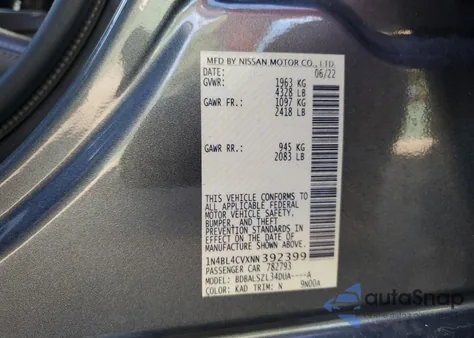 MFD BY NISSAN MOTOR CO., LTD.
DATE: 06/22
GVWR: 1963 KG
4328 LB
GAWR FR.: 1097 KG
2418 LB
GAWR RR.: 945 KG
2083 LB
THIS VEHICLE CONFORMS TO
ALL APPLICABLE FEDERAL
MOTOR VEHICLE SAFETY,
BUMPER, AND THEFT
PREVENTION STANDARDS IN
EFFECT ON THE DATE OF
MANUFACTURE SHOWN ABOVE.
1N4BL4CVXNN392399
PASSENGER CAR 782793
MODEL: BDBALSZL34DUA----A
COLOR: KAD TRIM: N 9N00A
autoSnap